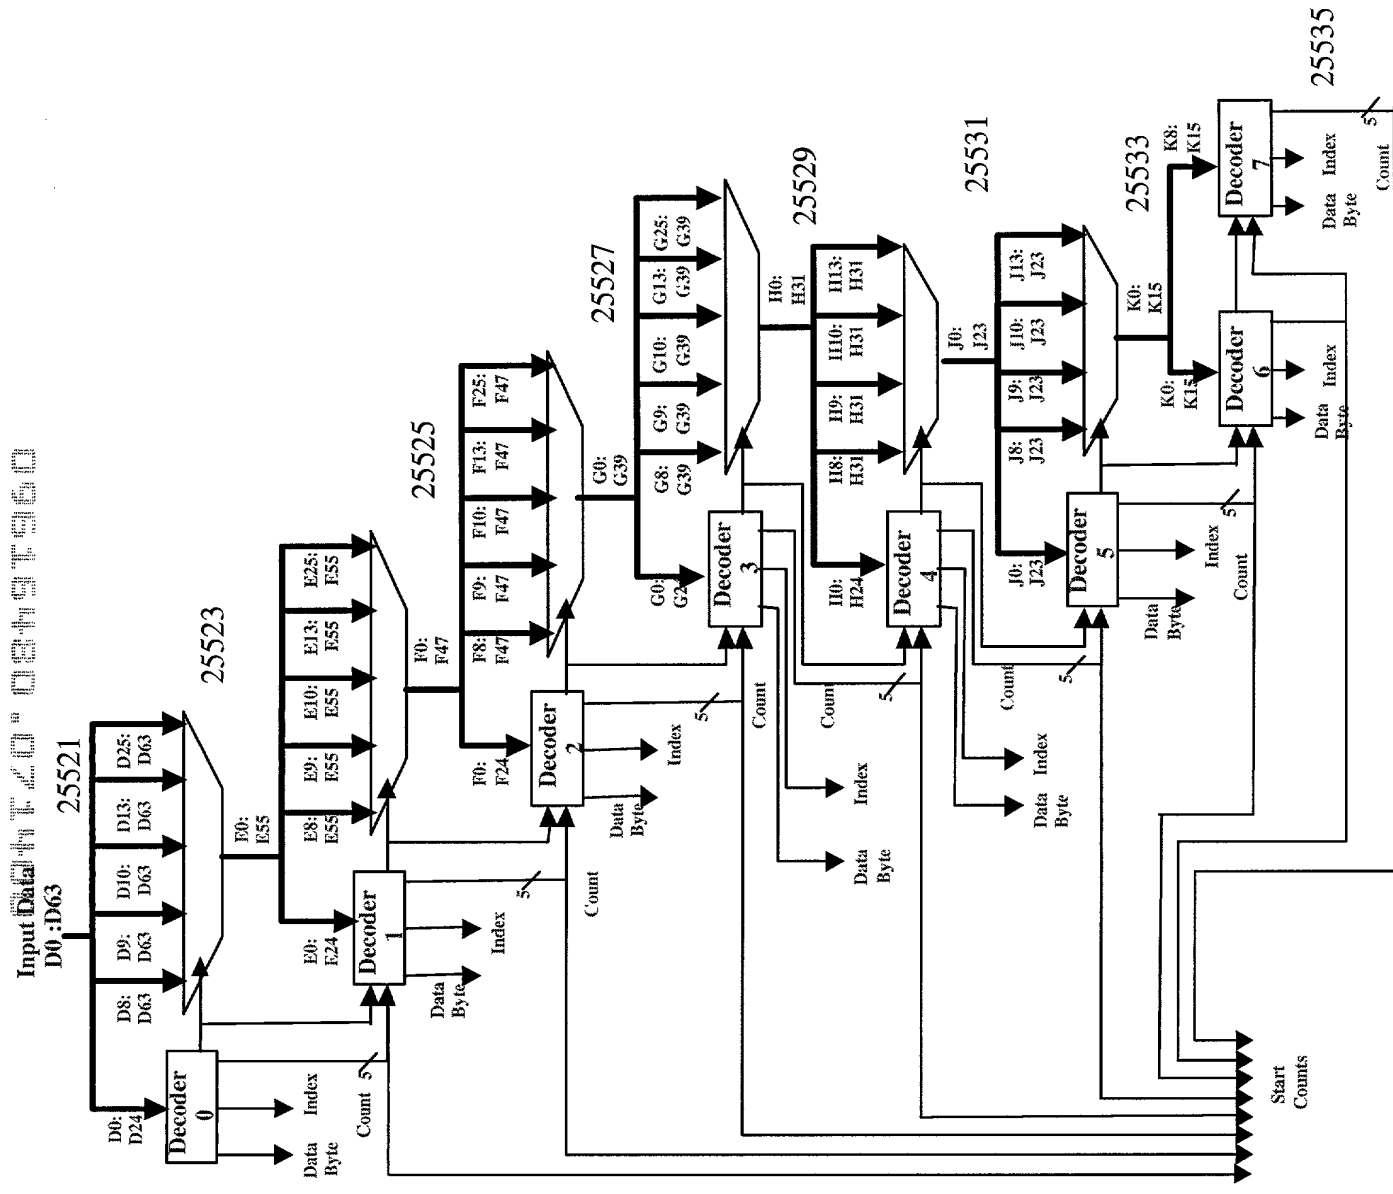 Input Data
D0 :D63
25521
D0:
D24
D8:
D63
D9:
D63
D10:
D63
D13:
D63
D25:
D63
Decoder
0
Data
Byte
Index
Count
5
E0:
E55
25523
E0:
E24
E8:
E55
E9:
E55
E10:
E55
E13:
E55
E25:
E55
Decoder
1
Data
Byte
Index
Count
5
F0:
F47
25525
F0:
F24
F8:
F47
F9:
F47
F10:
F47
F13:
F47
F25:
F47
Decoder
2
Data
Byte
Index
Count
5
G0:
G39
25527
G0:
G8:
G39
G9:
G39
G10:
G39
G13:
G39
G25:
G39
Decoder
3
Data
Byte
Index
Count
5
H0:
H31
25529
H0:
H24
H8:
H31
H9:
H31
H10:
H31
H13:
H31
Decoder
4
Data
Byte
Index
Count
5
J0:
J23
25531
J0:
J23
J8:
J23
J9:
J23
J10:
J23
J13:
J23
Decoder
5
Data
Byte
Index
Count
5
K0:
K15
25533
K0:
K15
K8:
K15
Decoder
6
Data
Byte
Index
Decoder
7
Data
Byte
Index
Count
5
25535
Start
Counts